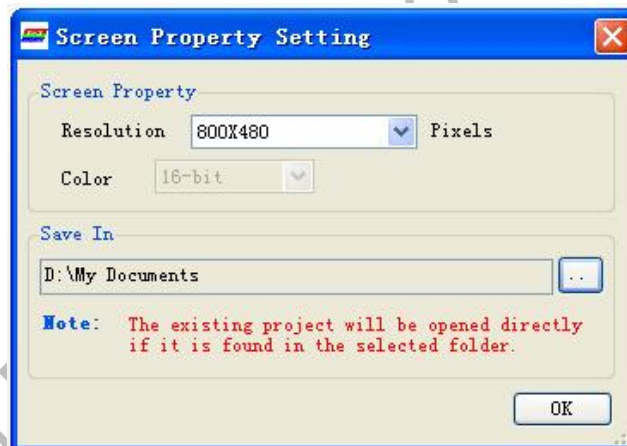 Screen Property Setting
Screen Property
Resolution 800X480 Pixels
Color 16-bit
Save In
D:\My Documents ..
Note: The existing project will be opened directly
if it is found in the selected folder.
OK